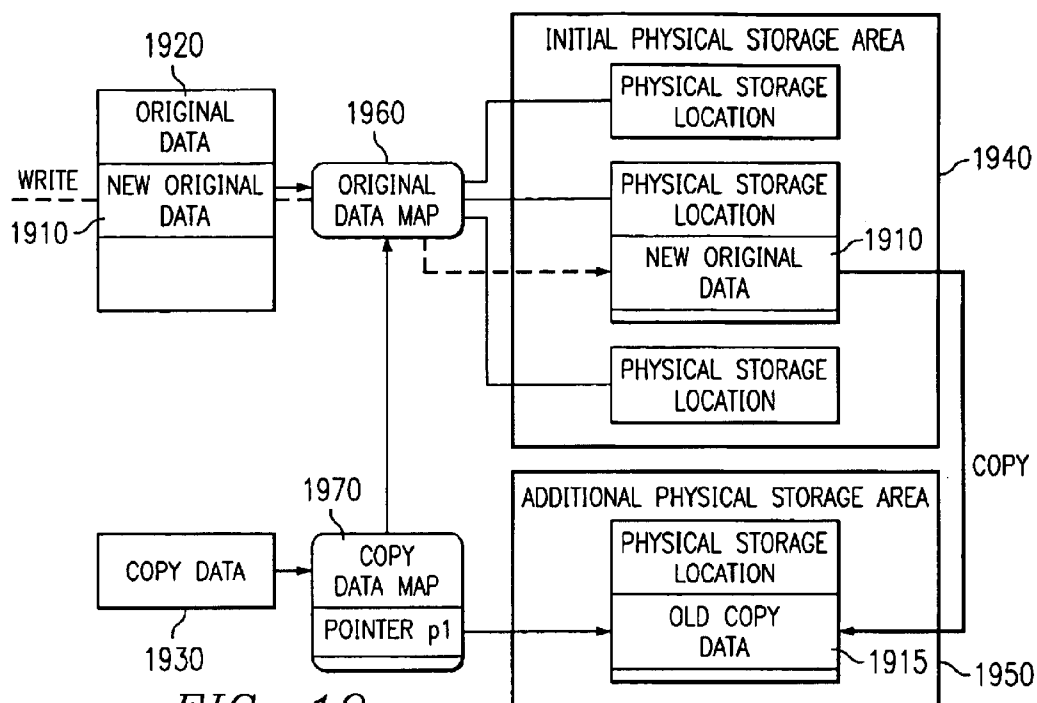 1920
ORIGINAL
DATA
WRITE
NEW ORIGINAL
DATA
1910
1960
ORIGINAL
DATA MAP
INITIAL PHYSICAL STORAGE AREA
PHYSICAL STORAGE
LOCATION
PHYSICAL STORAGE
LOCATION
1910
NEW ORIGINAL
DATA
PHYSICAL STORAGE
LOCATION
1940
COPY
COPY DATA
1930
1970
COPY
DATA MAP
POINTER p1
ADDITIONAL PHYSICAL STORAGE AREA
PHYSICAL STORAGE
LOCATION
OLD COPY
DATA
1915
1950
FIG. 19